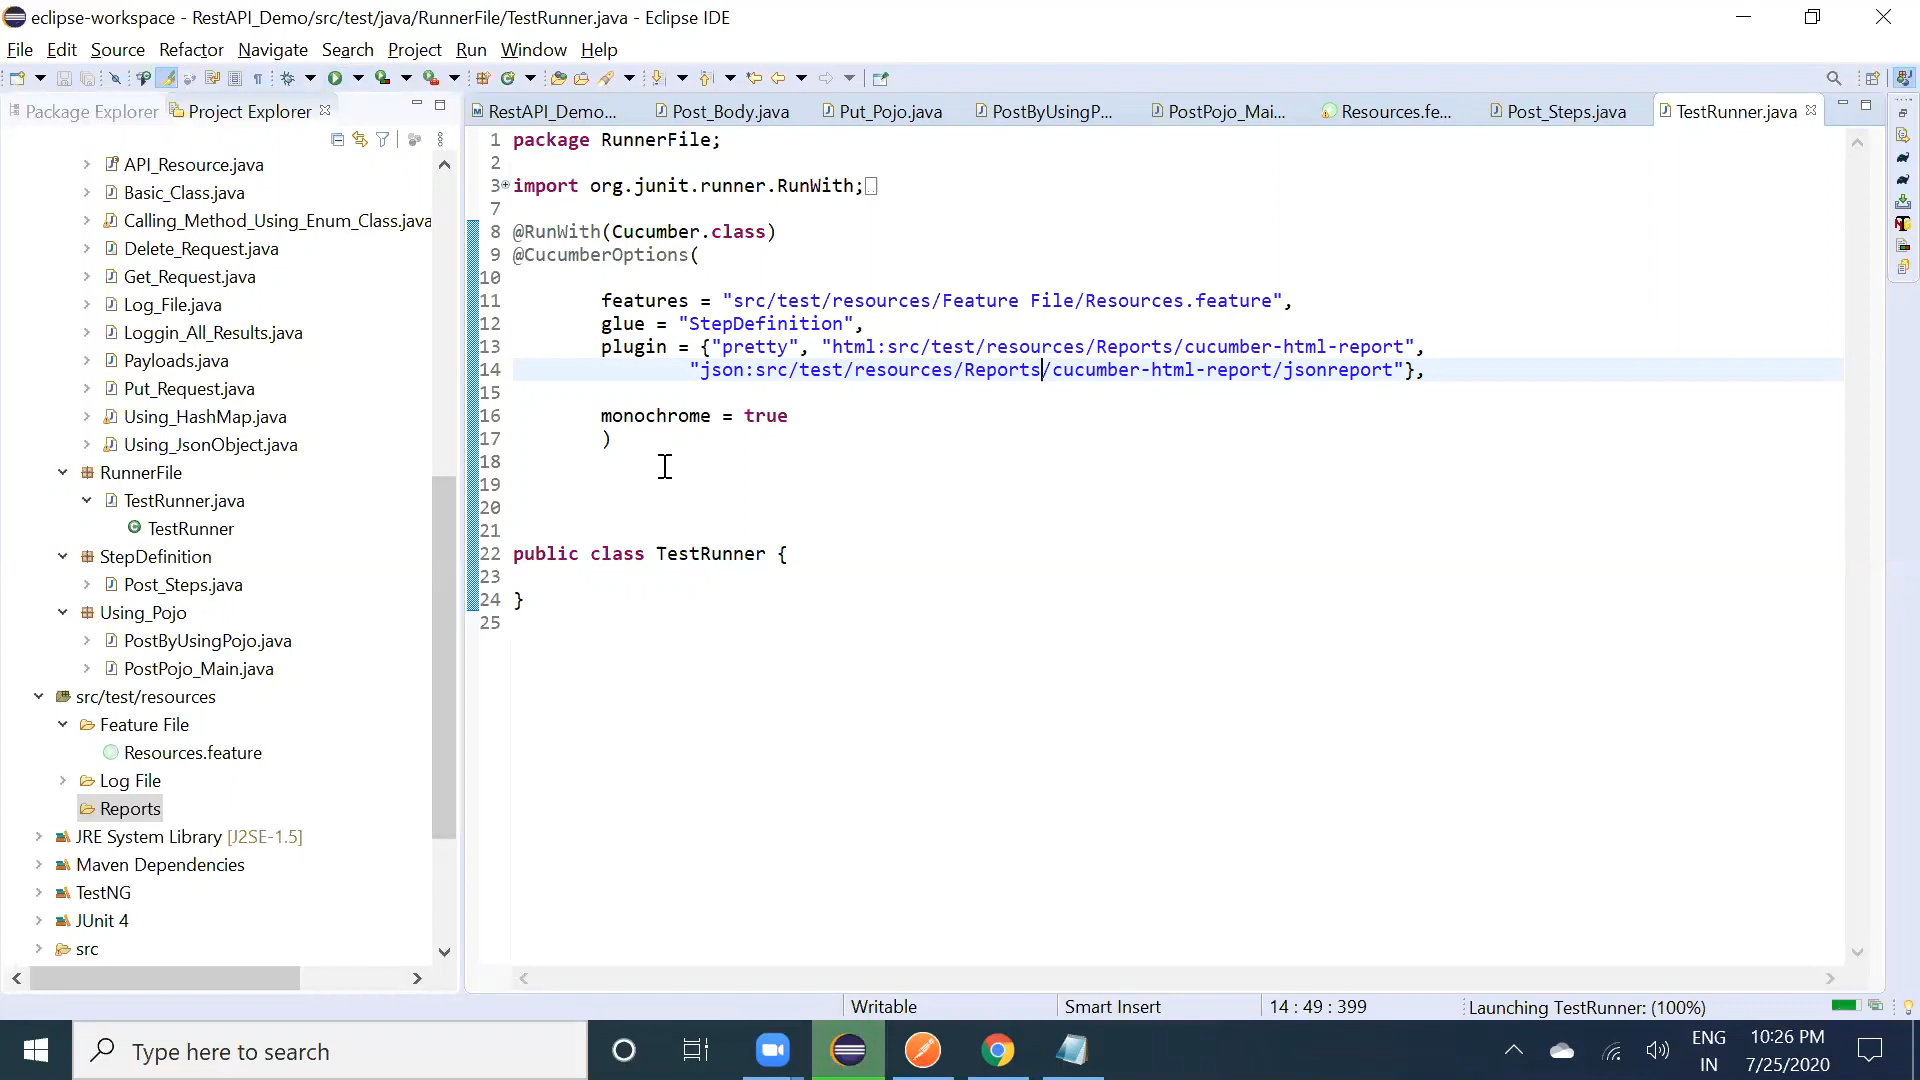 eclipse-workspace - RestAPI_Demo/src/test/java/RunnerFile/TestRunner.java - Eclipse IDE
File Edit Source Refactor Navigate Search Project Run Window Help
Package Explorer Project Explorer
RestAPI_Demo... Post_Body.java Put_Pojo.java PostByUsingP... PostPojo_Mai... Resources.fe... Post_Steps.java TestRunner.java
API_Resource.java
Basic_Class.java
Calling_Method_Using_Enum_Class.java
Delete_Request.java
Get_Request.java
Log_File.java
Loggin_All_Results.java
Payloads.java
Put_Request.java
Using_HashMap.java
Using_JsonObject.java
RunnerFile
TestRunner.java
TestRunner
StepDefinition
Post_Steps.java
Using_Pojo
PostByUsingPojo.java
PostPojo_Main.java
src/test/resources
Feature File
Resources.feature
Log File
Reports
JRE System Library [J2SE-1.5]
Maven Dependencies
TestNG
JUnit 4
src
1 package RunnerFile;
2
3 import org.junit.runner.RunWith;
7
8 @RunWith(Cucumber.class)
9 @CucumberOptions(
10
11 features = "src/test/resources/Feature File/Resources.feature",
12 glue = "StepDefinition",
13 plugin = {"pretty", "html:src/test/resources/Reports/cucumber-html-report",
14 "json:src/test/resources/Reports/cucumber-html-report/jsonreport"},
15
16 monochrome = true
17 )
18
19
20
21
22 public class TestRunner {
23
24 }
25
Writable Smart Insert 14 : 49 : 399 Launching TestRunner: (100%)
Type here to search
ENG
IN
10:26 PM
7/25/2020